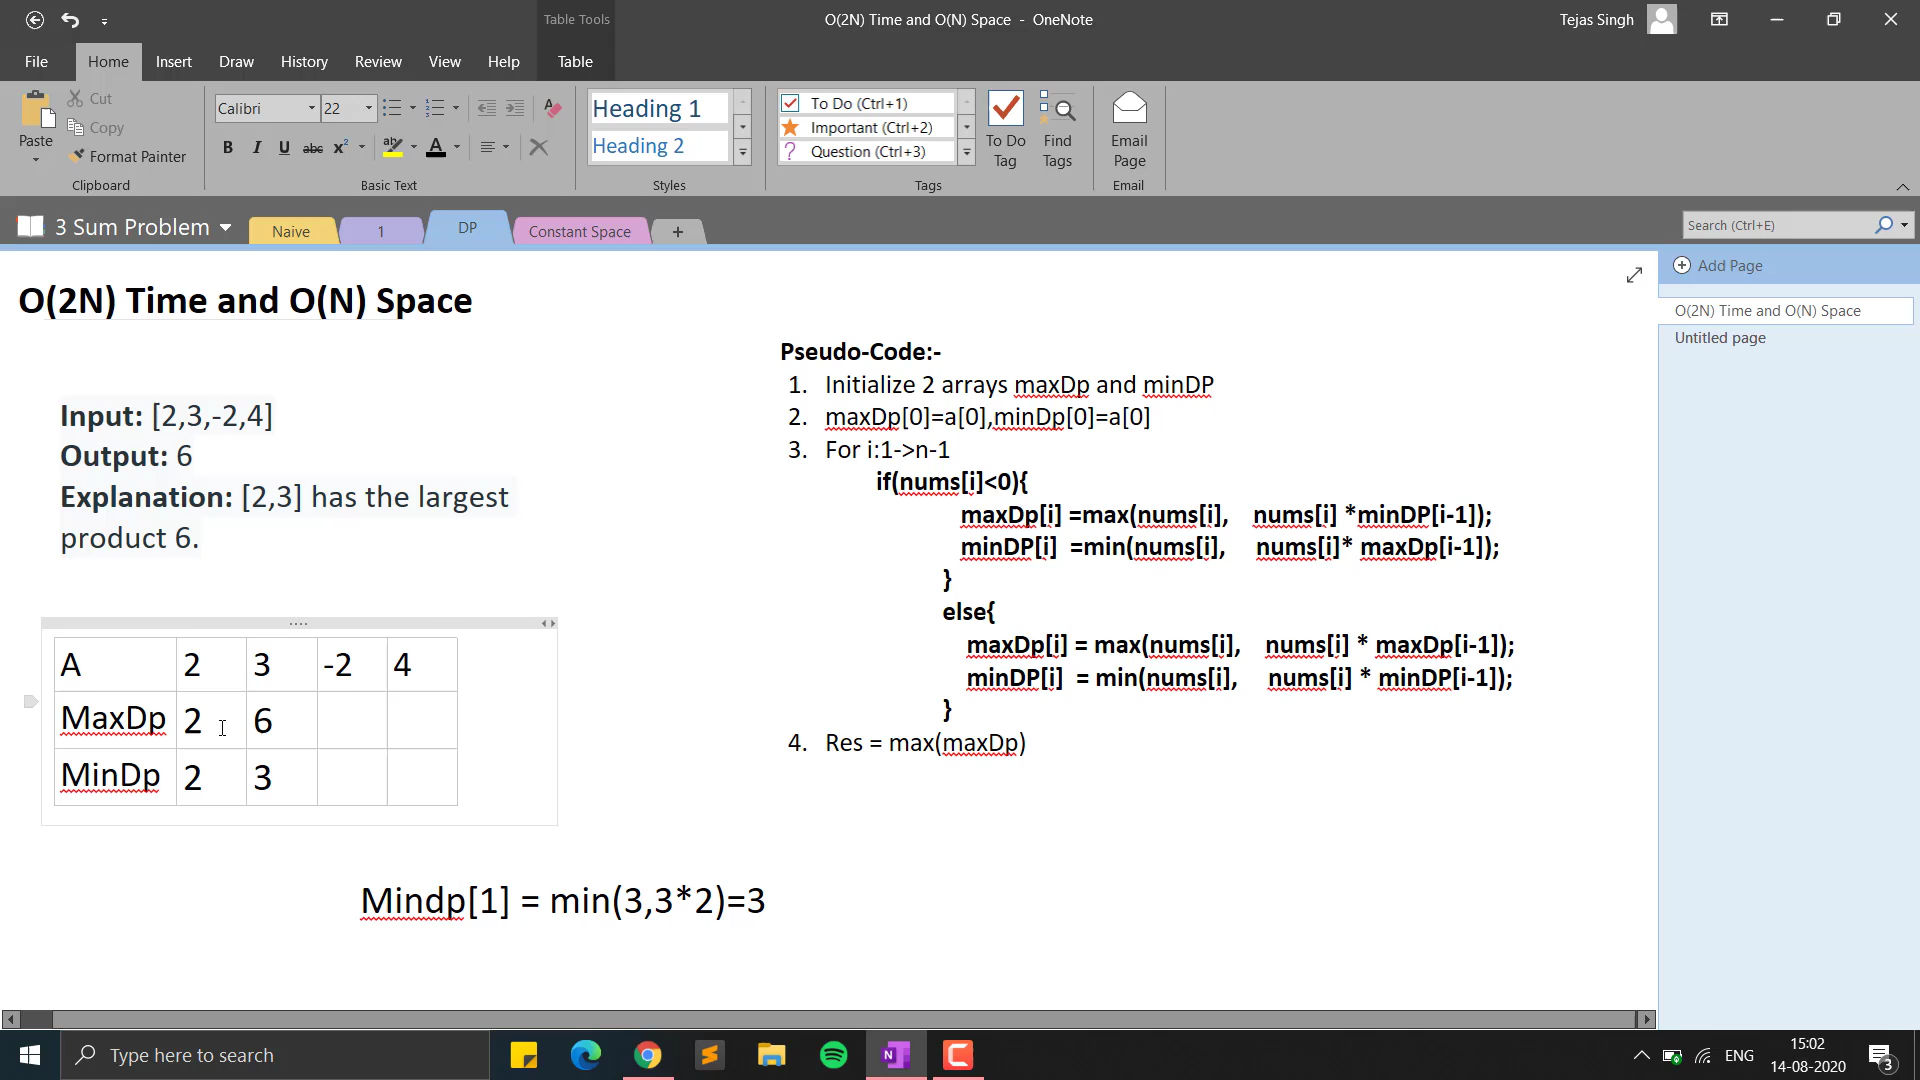 Table Tools
O(2N) Time and O(N) Space - OneNote
Tejas Singh
File Home Insert Draw History Review View Help Table
Paste
Cut
Copy
Format Painter
Clipboard
Calibri 22
B I U abc x² ab A
Basic Text
Heading 1
Heading 2
Styles
To Do (Ctrl+1)
Important (Ctrl+2)
? Question (Ctrl+3)
To Do Tag
Find Tags
Tags
Email Page
Email
3 Sum Problem
Naive 1 DP Constant Space +
Search (Ctrl+E)
Add Page
O(2N) Time and O(N) Space
Untitled page
O(2N) Time and O(N) Space
Input: [2,3,-2,4]
Output: 6
Explanation: [2,3] has the largest
product 6.
A 2 3 -2 4
MaxDp 2 6
MinDp 2 3
Mindp[1] = min(3,3*2)=3
Pseudo-Code:-
1. Initialize 2 arrays maxDp and minDP
2. maxDp[0]=a[0],minDp[0]=a[0]
3. For i:1->n-1
if(nums[i]<0){
maxDp[i] =max(nums[i], nums[i] *minDP[i-1]);
minDP[i] =min(nums[i], nums[i]* maxDp[i-1]);
}
else{
maxDp[i] = max(nums[i], nums[i] * maxDp[i-1]);
minDP[i] = min(nums[i], nums[i] * minDP[i-1]);
}
4. Res = max(maxDp)
Type here to search
N
ENG
15:02
14-08-2020
3